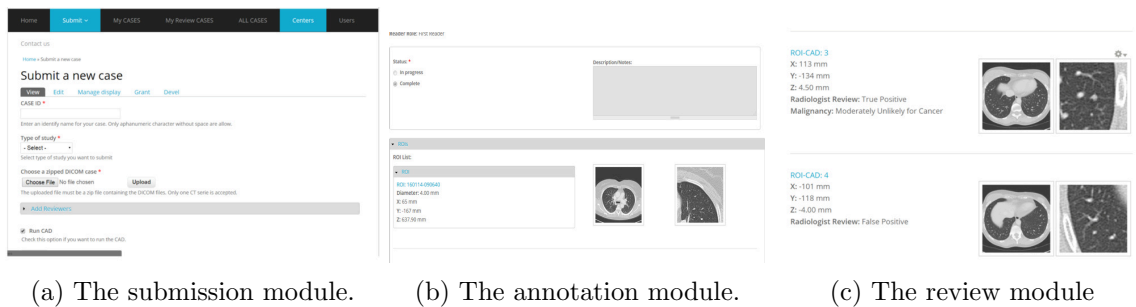 Home Submit My CASES My Review CASES ALL CASES Centers Users
Contact us
Home » Submit a new case
Submit a new case
View Edit Manage display Grant Devel
CASE ID *
Enter an identify name for your case. Only aphanumeric character without space are allow.
Type of study *
- Select -
Select type of study you want to submit
Choose a zipped DICOM case *
Choose File No file chosen Upload
The uploaded file must be a zip file containing the DICOM files. Only one CT serie is accepted.
Add Reviewers
Run CAD
Check this option if you want to run the CAD.
(a) The submission module.
Reader Role: First Reader
Status: *
In progress
Complete
Description/Notes:
ROIs
ROI List:
ROI
ROI: 160114-090640
Diameter: 4.00 mm
X: 65 mm
Y: -167 mm
Z: 637.90 mm
(b) The annotation module.
ROI-CAD: 3
X: 113 mm
Y: -134 mm
Z: 4.50 mm
Radiologist Review: True Positive
Malignancy: Moderately Unlikely for Cancer
ROI-CAD: 4
X: -101 mm
Y: -118 mm
Z: -4.00 mm
Radiologist Review: False Positive
(c) The review module